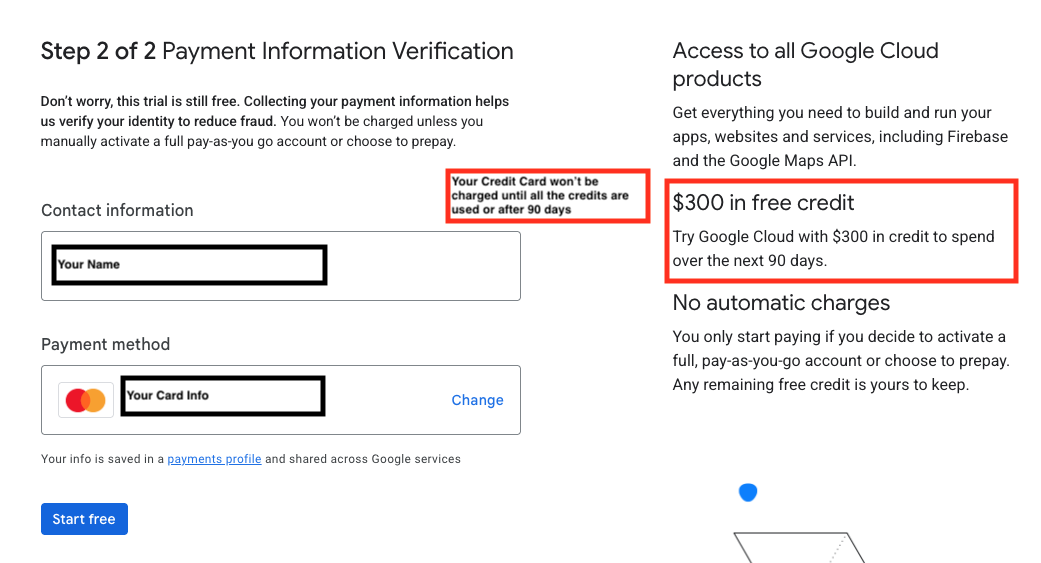 Step 2 of 2 Payment Information Verification
Don't worry, this trial is still free. Collecting your payment information helps
us verify your identity to reduce fraud. You won't be charged unless you
manually activate a full pay-as-you go account or choose to prepay.
Your Credit Card won't be
charged until all the credits are
used or after 90 days
Contact information
Your Name
Payment method
Your Card Info
Change
Your info is saved in a payments profile and shared across Google services
Start free
Access to all Google Cloud
products
Get everything you need to build and run your
apps, websites and services, including Firebase
and the Google Maps API.
$300 in free credit
Try Google Cloud with $300 in credit to spend
over the next 90 days.
No automatic charges
You only start paying if you decide to activate a
full, pay-as-you-go account or choose to prepay.
Any remaining free credit is yours to keep.